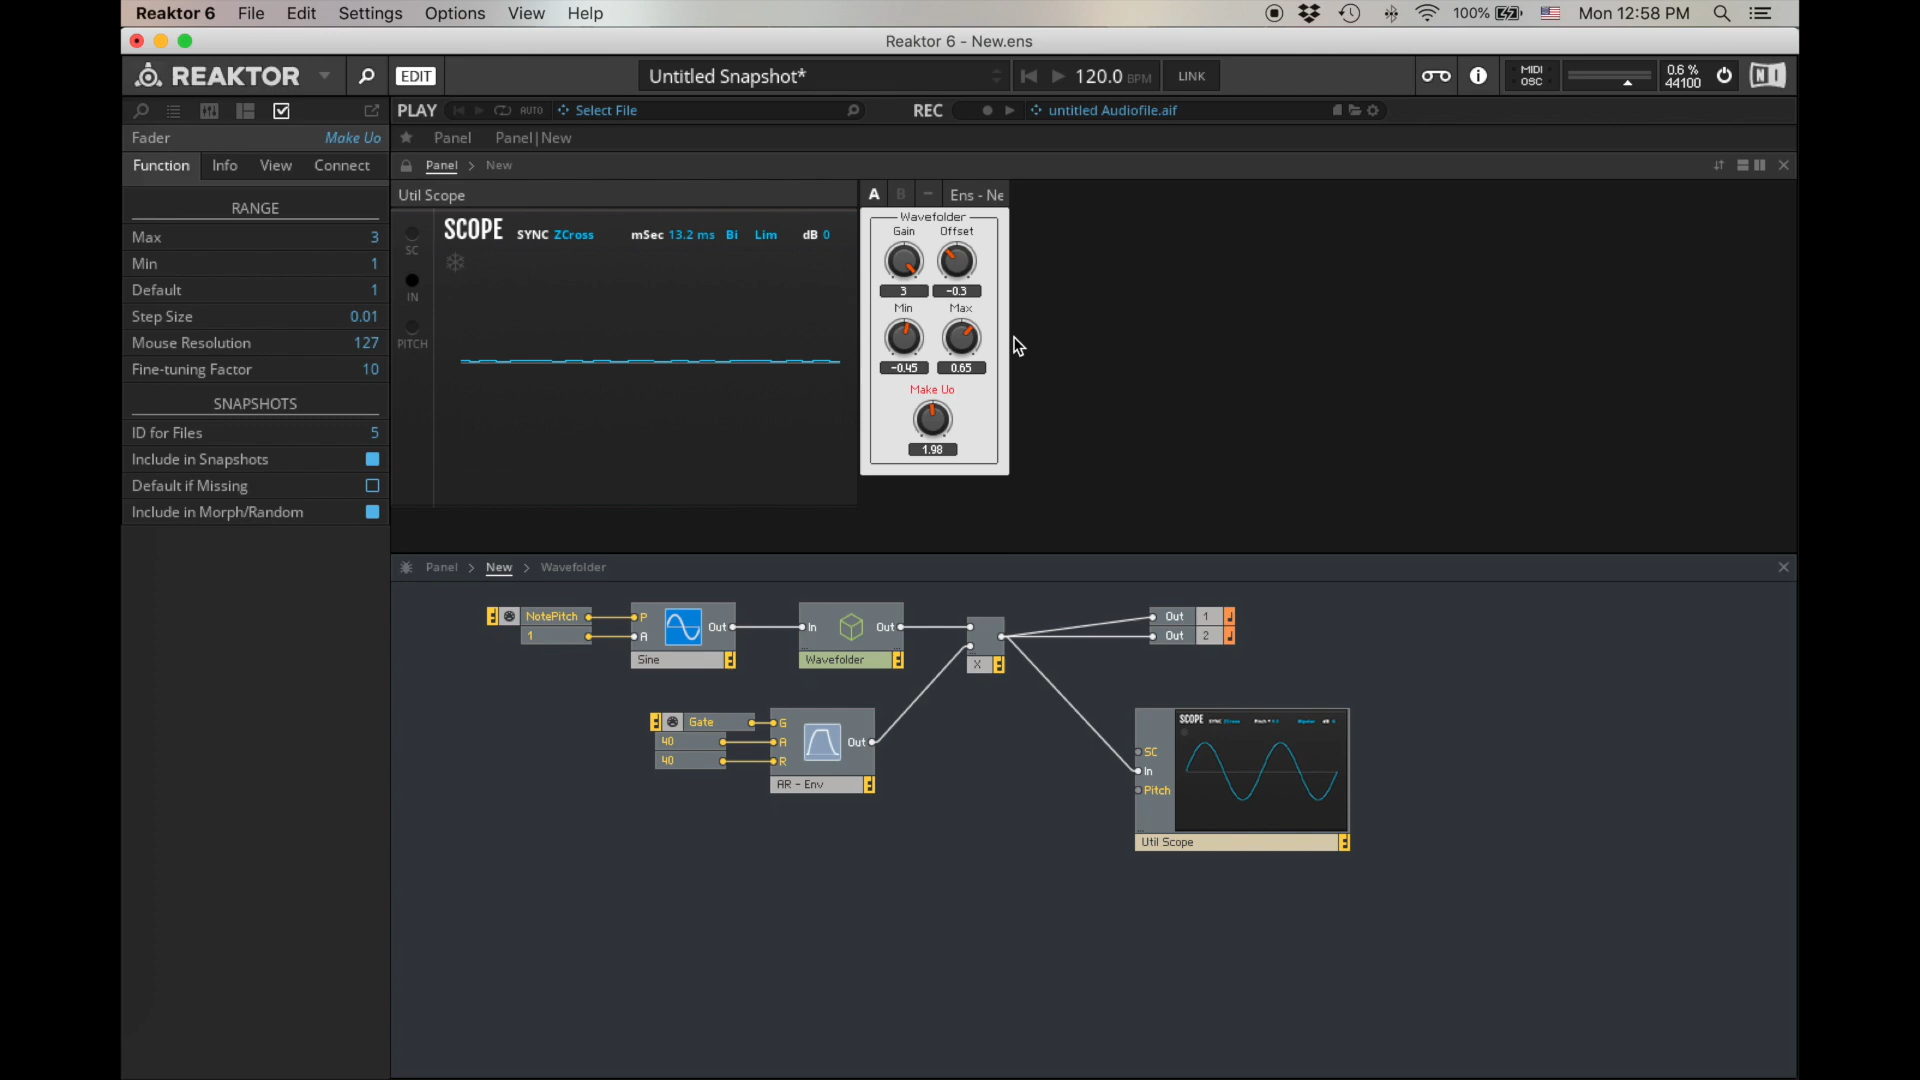 Reaktor 6 File Edit Settings Options View Help 100% Mon 12:58 PM
Reaktor 6 - New.ens
REAKTOR EDIT Untitled Snapshot* 120.0 BPM LINK MIDI OSC 0.6 % 44100 NI
PLAY AUTO Select File REC untitled Audiofile.aif
Fader Make Uo Panel Panel|New
Function Info View Connect
Panel > New
RANGE
Max 3
Min 1
Default 1
Step Size 0.01
Mouse Resolution 127
Fine-tuning Factor 10
SNAPSHOTS
ID for Files 5
Include in Snapshots
Default if Missing
Include in Morph/Random
Util Scope
SCOPE SYNC ZCross mSec 13.2 ms Bi Lim dB 0
SC
IN
PITCH
A B − Ens - Ne
Wavefolder
Gain Offset
3 -0.3
Min Max
-0.45 0.65
Make Uo
1.98
Panel > New > Wavefolder
NotePitch P
1 A
Out
Sine
In Out
Wavefolder
X
Out 1
Out 2
Gate G
40 A
40 R
Out
AR - Env
SC
In
Pitch
SCOPE SYNC ZCross
dB 0
Util Scope